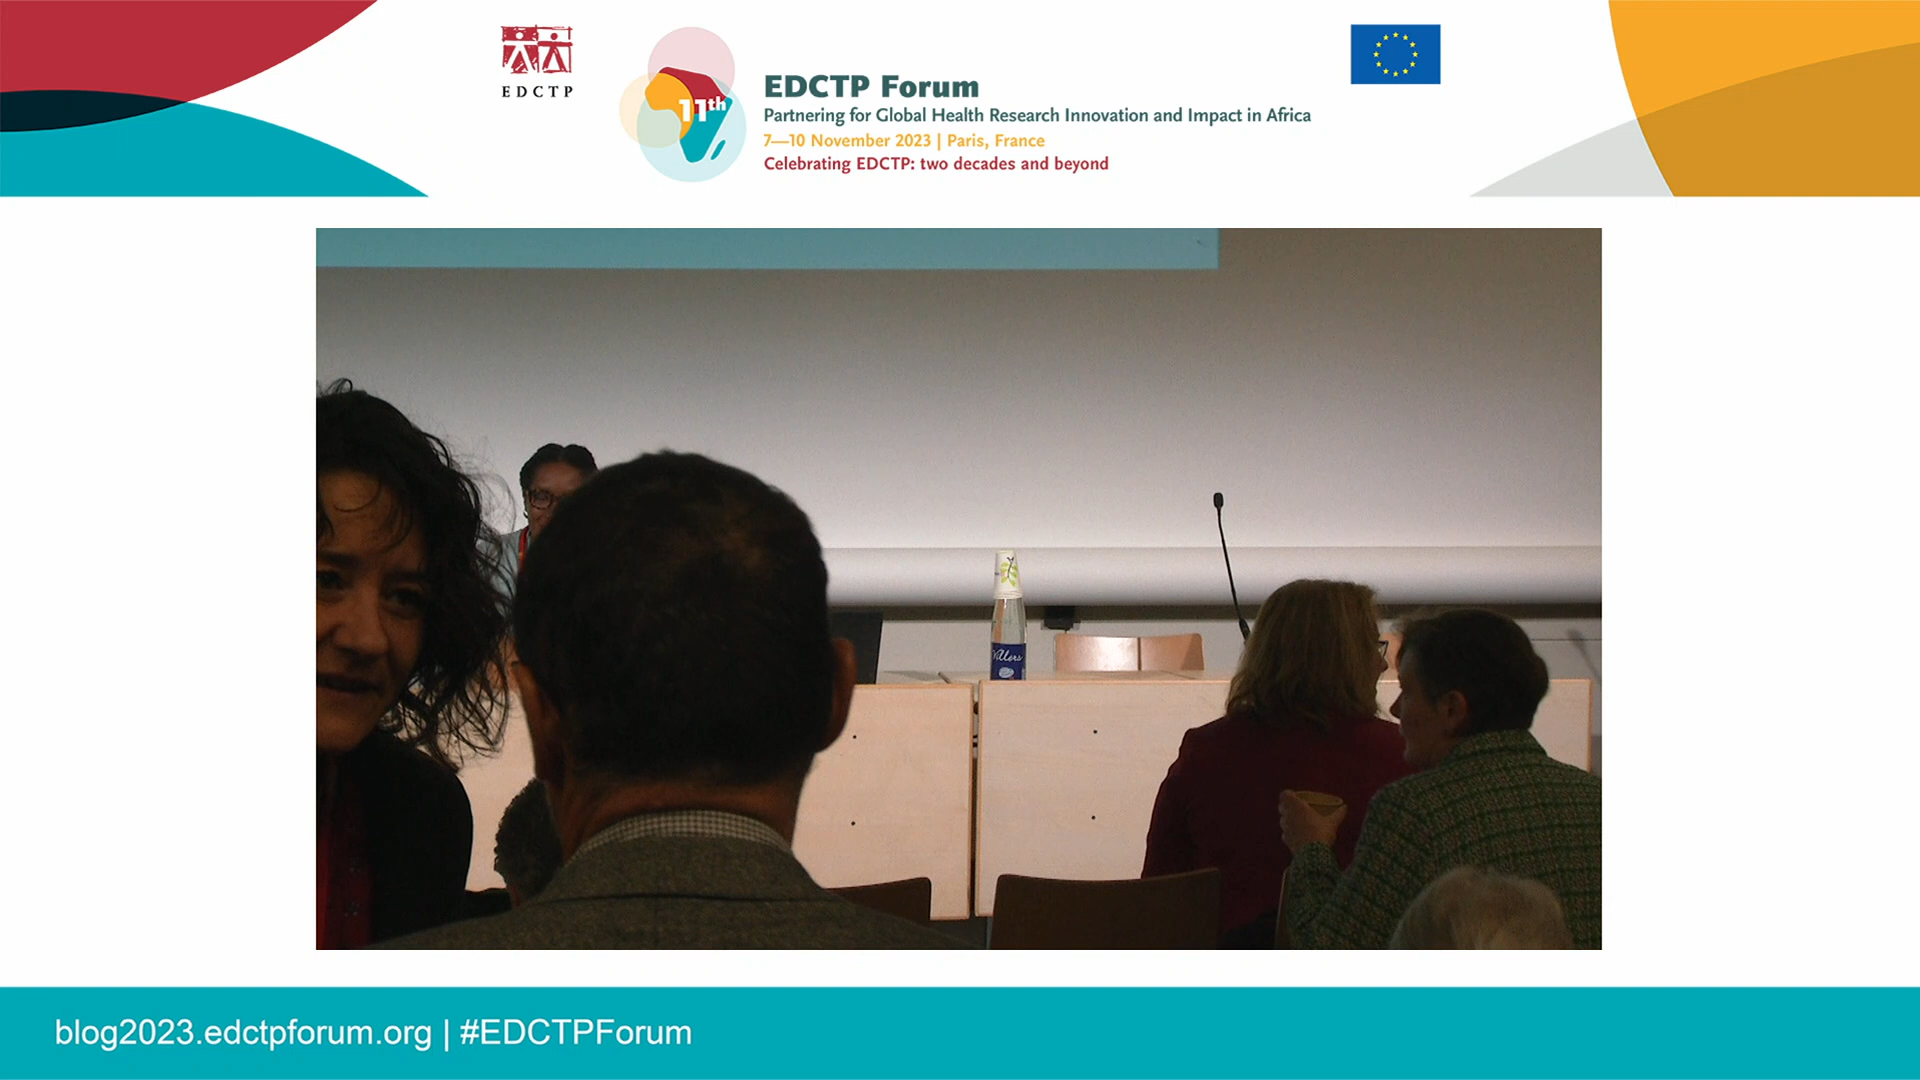 EDCTP
11th
EDCTP Forum
Partnering for Global Health Research Innovation and Impact in Africa
7—10 November 2023 | Paris, France
Celebrating EDCTP: two decades and beyond
Villers
blog2023.edctpforum.org | #EDCTPForum